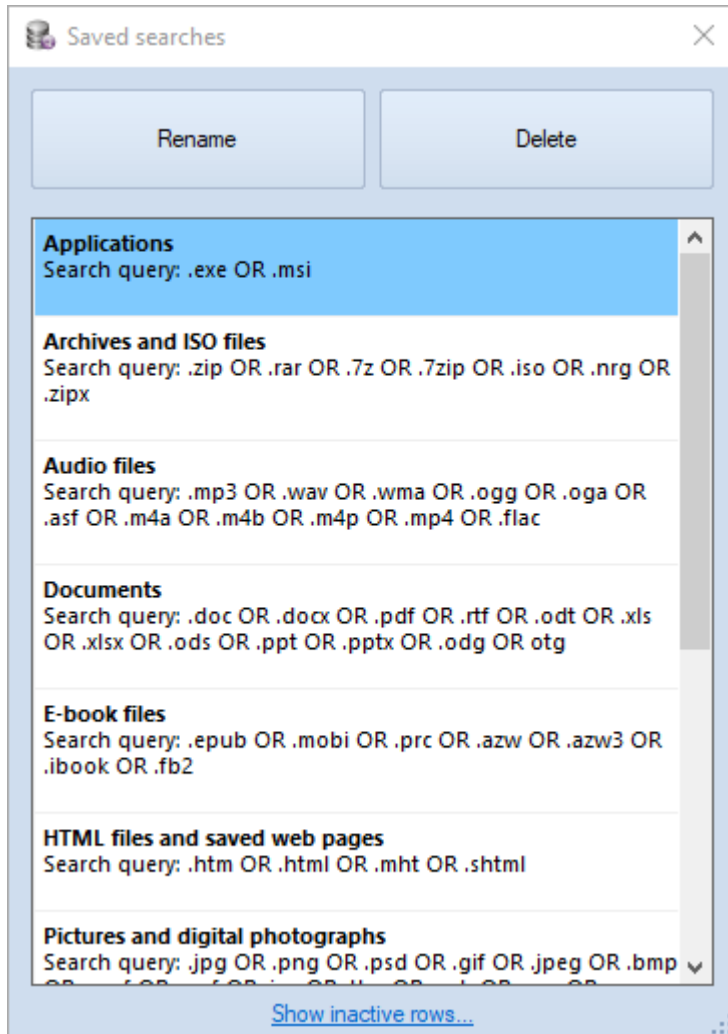 Saved searches
Rename
Delete
Applications
Search query: .exe OR .msi
Archives and ISO files
Search query: .zip OR .rar OR .7z OR .7zip OR .iso OR .nrg OR
.zipx
Audio files
Search query: .mp3 OR .wav OR .wma OR .ogg OR .oga OR
.asf OR .m4a OR .m4b OR .m4p OR .mp4 OR .flac
Documents
Search query: .doc OR .docx OR .pdf OR .rtf OR .odt OR .xls
OR .xlsx OR .ods OR .ppt OR .pptx OR .odg OR otg
E-book files
Search query: .epub OR .mobi OR .prc OR .azw OR .azw3 OR
.ibook OR .fb2
HTML files and saved web pages
Search query: .htm OR .html OR .mht OR .shtml
Pictures and digital photographs
Search query: .jpg OR .png OR .psd OR .gif OR .jpeg OR .bmp
Show inactive rows...